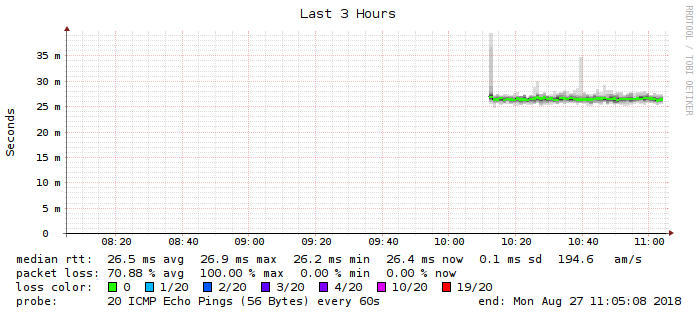 Last 3 Hours
RRDTOOL / TOBI OETIKER
Seconds
35 m
30 m
25 m
20 m
15 m
10 m
5 m
0
08:20 08:40 09:00 09:20 09:40 10:00 10:20 10:40 11:00
median rtt: 26.5 ms avg 26.9 ms max 26.2 ms min 26.4 ms now 0.1 ms sd 194.6 am/s
packet loss: 70.88 % avg 100.00 % max 0.00 % min 0.00 % now
loss color: 0 1/20 2/20 3/20 4/20 10/20 19/20
probe: 20 ICMP Echo Pings (56 Bytes) every 60s end: Mon Aug 27 11:05:08 2018